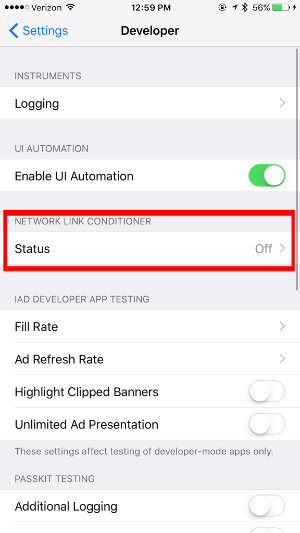 Verizon 12:59 PM 56%
Settings Developer
INSTRUMENTS
Logging
UI AUTOMATION
Enable UI Automation
NETWORK LINK CONDITIONER
Status Off
IAD DEVELOPER APP TESTING
Fill Rate
Ad Refresh Rate
Highlight Clipped Banners
Unlimited Ad Presentation
These settings affect testing of developer-mode apps only.
PASSKIT TESTING
Additional Logging